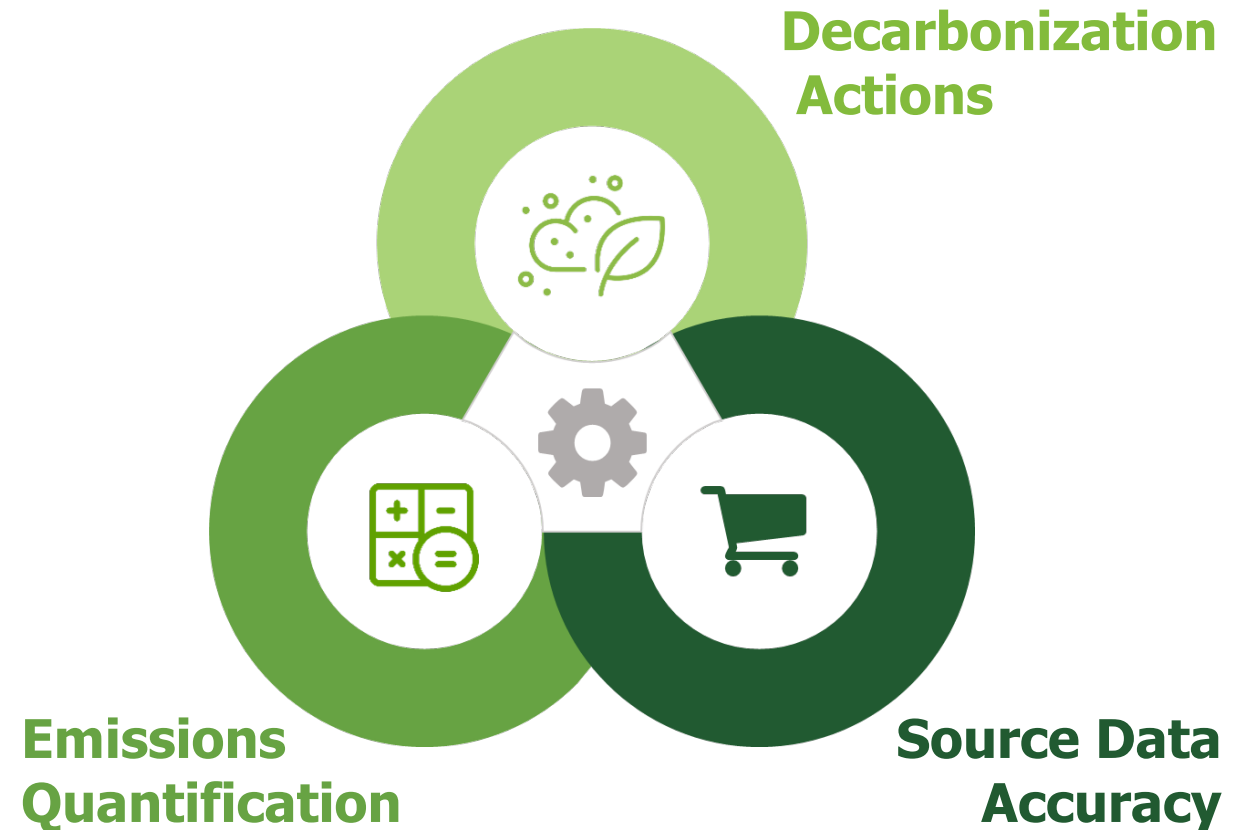 Decarbonization
Actions
Emissions
Quantification
Source Data
Accuracy